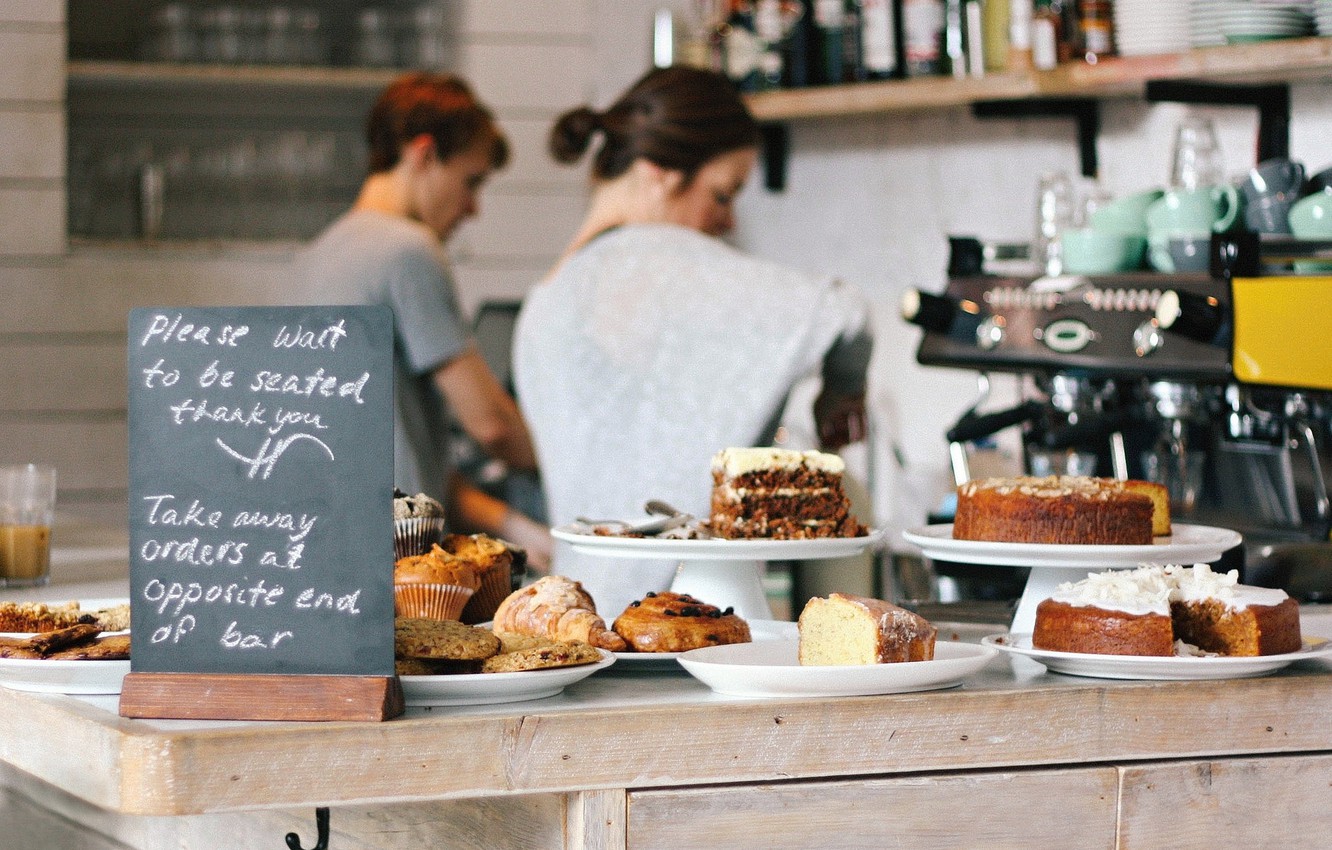 Please wait
to be seated
thank you
Take away
orders at
opposite end
of bar